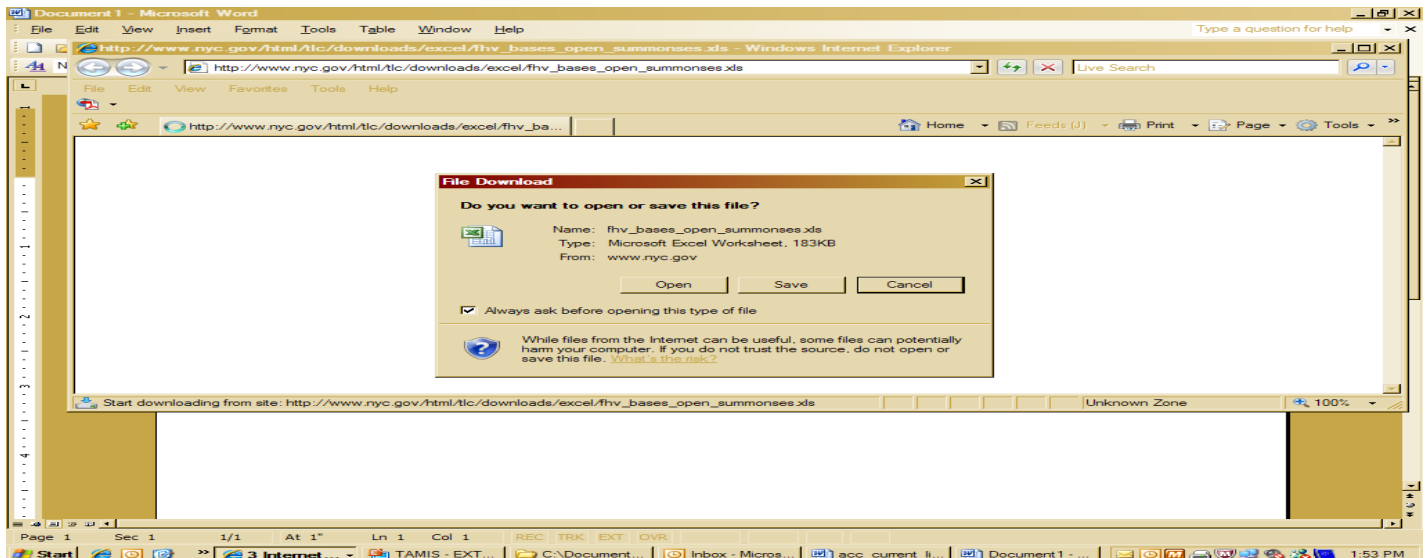 Document 1 - Microsoft Word
File Edit View Insert Format Tools Table Window Help Type a question for help
http://www.nyc.gov/html/tlc/downloads/excel/fhv_bases_open_summonses.xls - Windows Internet Explorer
44 N http://www.nyc.gov/html/tlc/downloads/excel/fhv_bases_open_summonses.xls Live Search
File Edit View Favorites Tools Help
http://www.nyc.gov/html/tlc/downloads/excel/fhv_ba... Home Feeds (J) Print Page Tools
File Download
Do you want to open or save this file?
Name: fhv_bases_open_summonses.xls
Type: Microsoft Excel Worksheet, 183KB
From: www.nyc.gov
Open Save Cancel
Always ask before opening this type of file
While files from the Internet can be useful, some files can potentially
harm your computer. If you do not trust the source, do not open or
save this file. What's the risk?
Start downloading from site: http://www.nyc.gov/html/tlc/downloads/excel/fhv_bases_open_summonses.xls Unknown Zone 100%
Page 1 Sec 1 1/1 At 1" Ln 1 Col 1 REC TRK EXT OVR
Start 3 Internet... TAMIS - EXT... C:\Document... Inbox - Micros... acc_current_li... Document1 - ... 1:53 PM